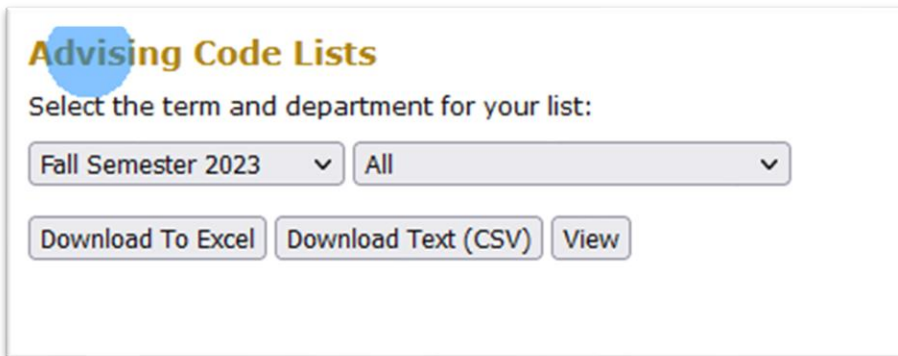 Advising Code Lists
Select the term and department for your list:
Fall Semester 2023 All
Download To Excel Download Text (CSV) View